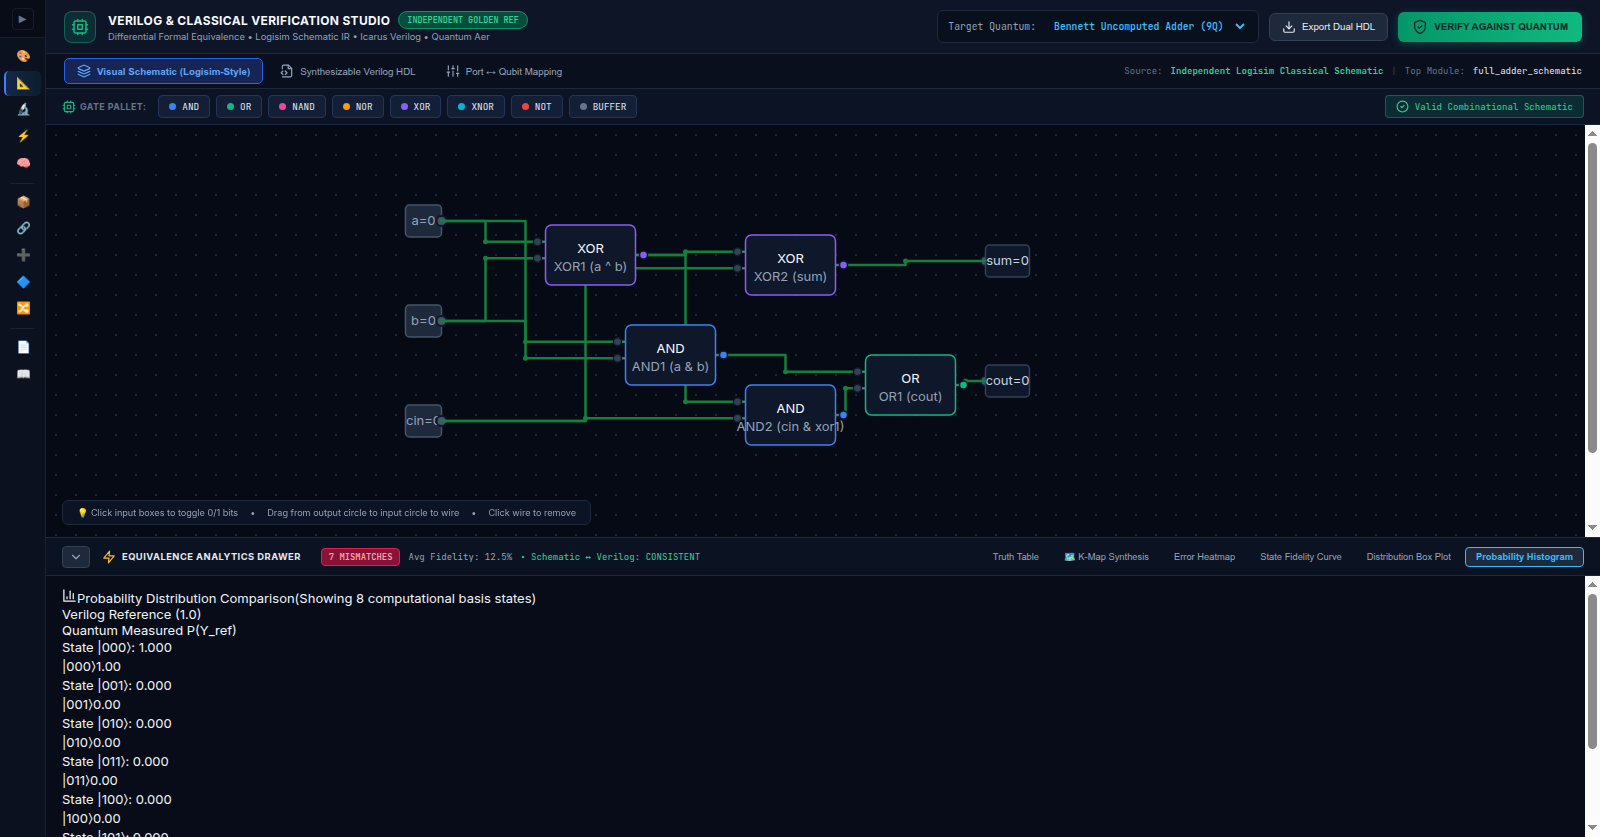 VERILOG & CLASSICAL VERIFICATION STUDIO INDEPENDENT GOLDEN REF
Differential Formal Equivalence • Logisim Schematic IR • Icarus Verilog • Quantum Aer
Target Quantum: Bennett Uncomputed Adder (9Q)
Export Dual HDL
VERIFY AGAINST QUANTUM
Visual Schematic (Logisim-Style)
Synthesizable Verilog HDL
Port ↔ Qubit Mapping
Source: Independent Logisim Classical Schematic | Top Module: full_adder_schematic
GATE PALLET: AND OR NAND NOR XOR XNOR NOT BUFFER
Valid Combinational Schematic
a=0
XOR
XOR1 (a ^ b)
XOR
XOR2 (sum)
sum=0
b=0
AND
AND1 (a & b)
OR
OR1 (cout)
cout=0
cin=0
AND
AND2 (cin & xor1)
💡 Click input boxes to toggle 0/1 bits • Drag from output circle to input circle to wire • Click wire to remove
EQUIVALENCE ANALYTICS DRAWER 7 MISMATCHES Avg Fidelity: 12.5% • Schematic ↔ Verilog: CONSISTENT
Truth Table
🗺️ K-Map Synthesis
Error Heatmap
State Fidelity Curve
Distribution Box Plot
Probability Histogram
Probability Distribution Comparison(Showing 8 computational basis states)
Verilog Reference (1.0)
Quantum Measured P(Y_ref)
State |000⟩: 1.000
|000⟩1.00
State |001⟩: 0.000
|001⟩0.00
State |010⟩: 0.000
|010⟩0.00
State |011⟩: 0.000
|011⟩0.00
State |100⟩: 0.000
|100⟩0.00
State |101⟩: 0.000